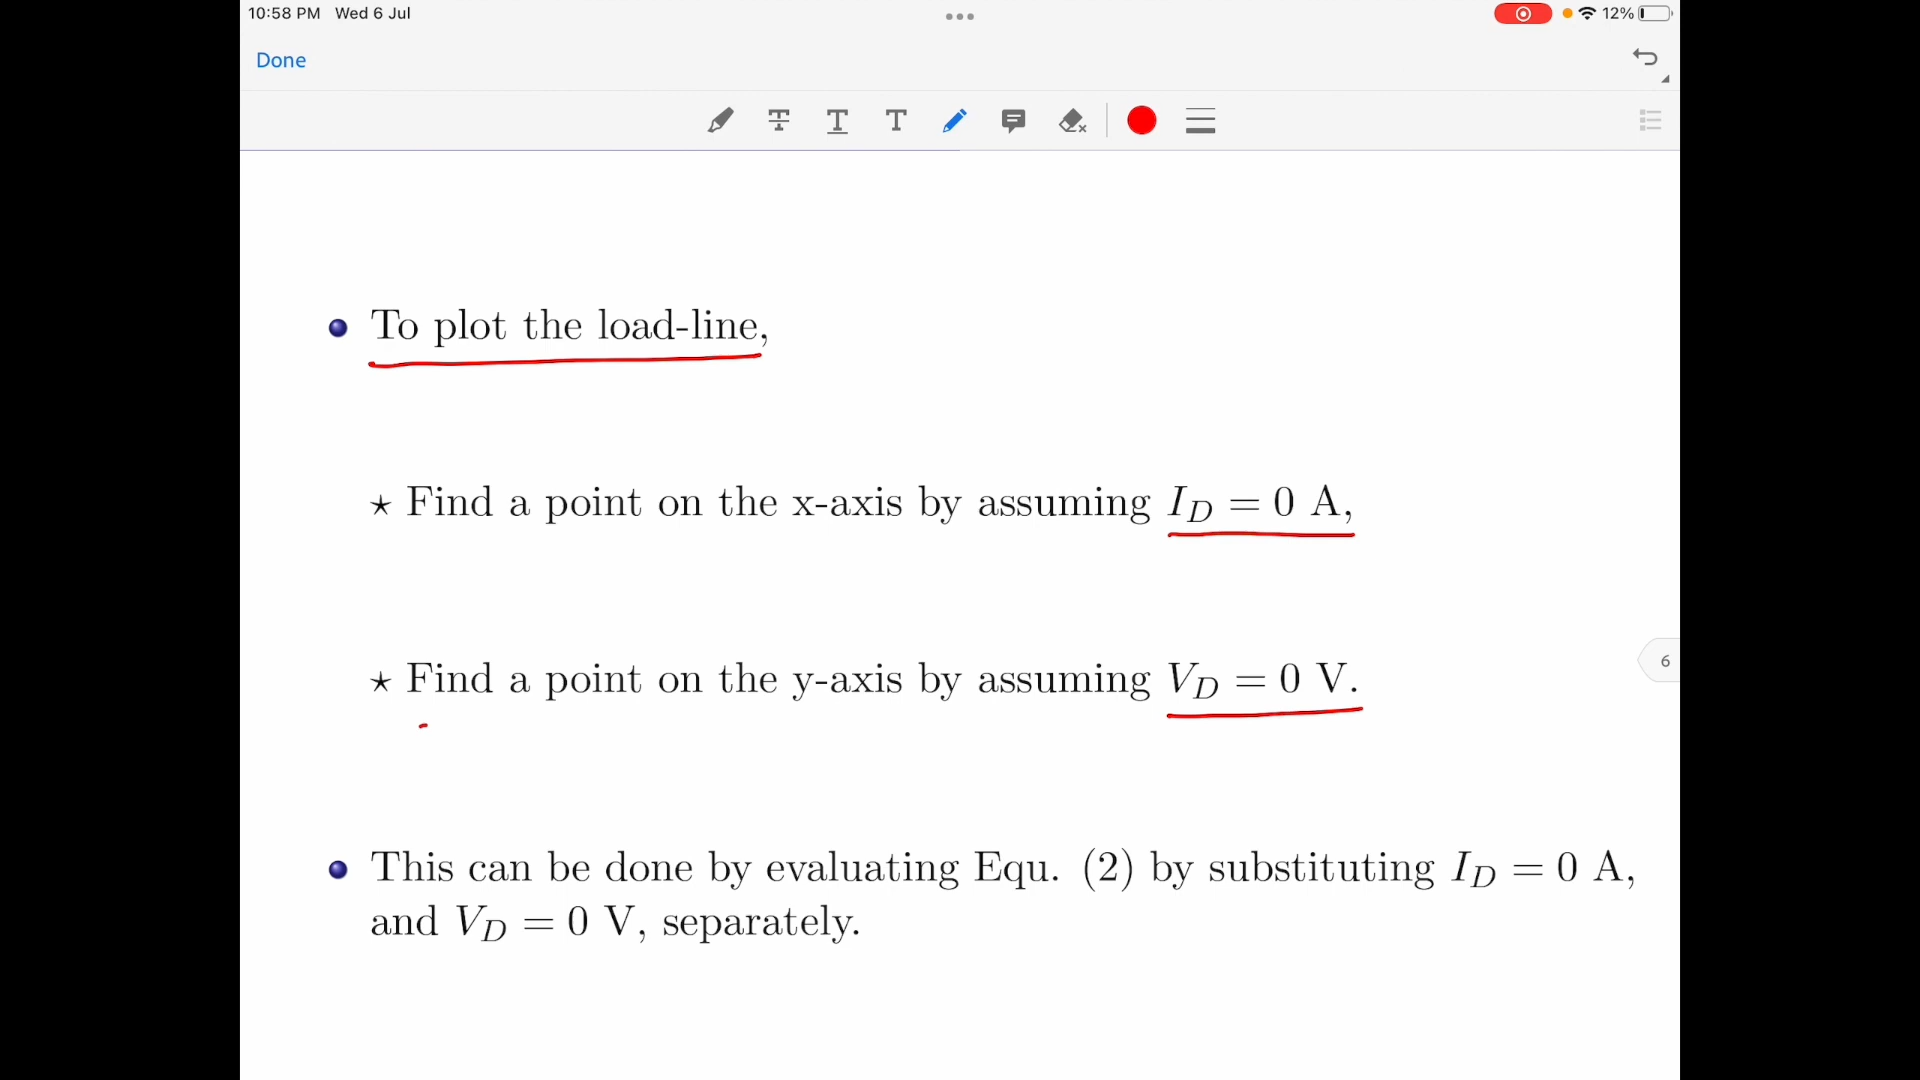 10:58 PM Wed 6 Jul
12%
Done
T T T
To plot the load-line,
⋆ Find a point on the x-axis by assuming I_D = 0 A,
⋆ Find a point on the y-axis by assuming V_D = 0 V.
6
This can be done by evaluating Equ. (2) by substituting I_D = 0 A,
and V_D = 0 V, separately.